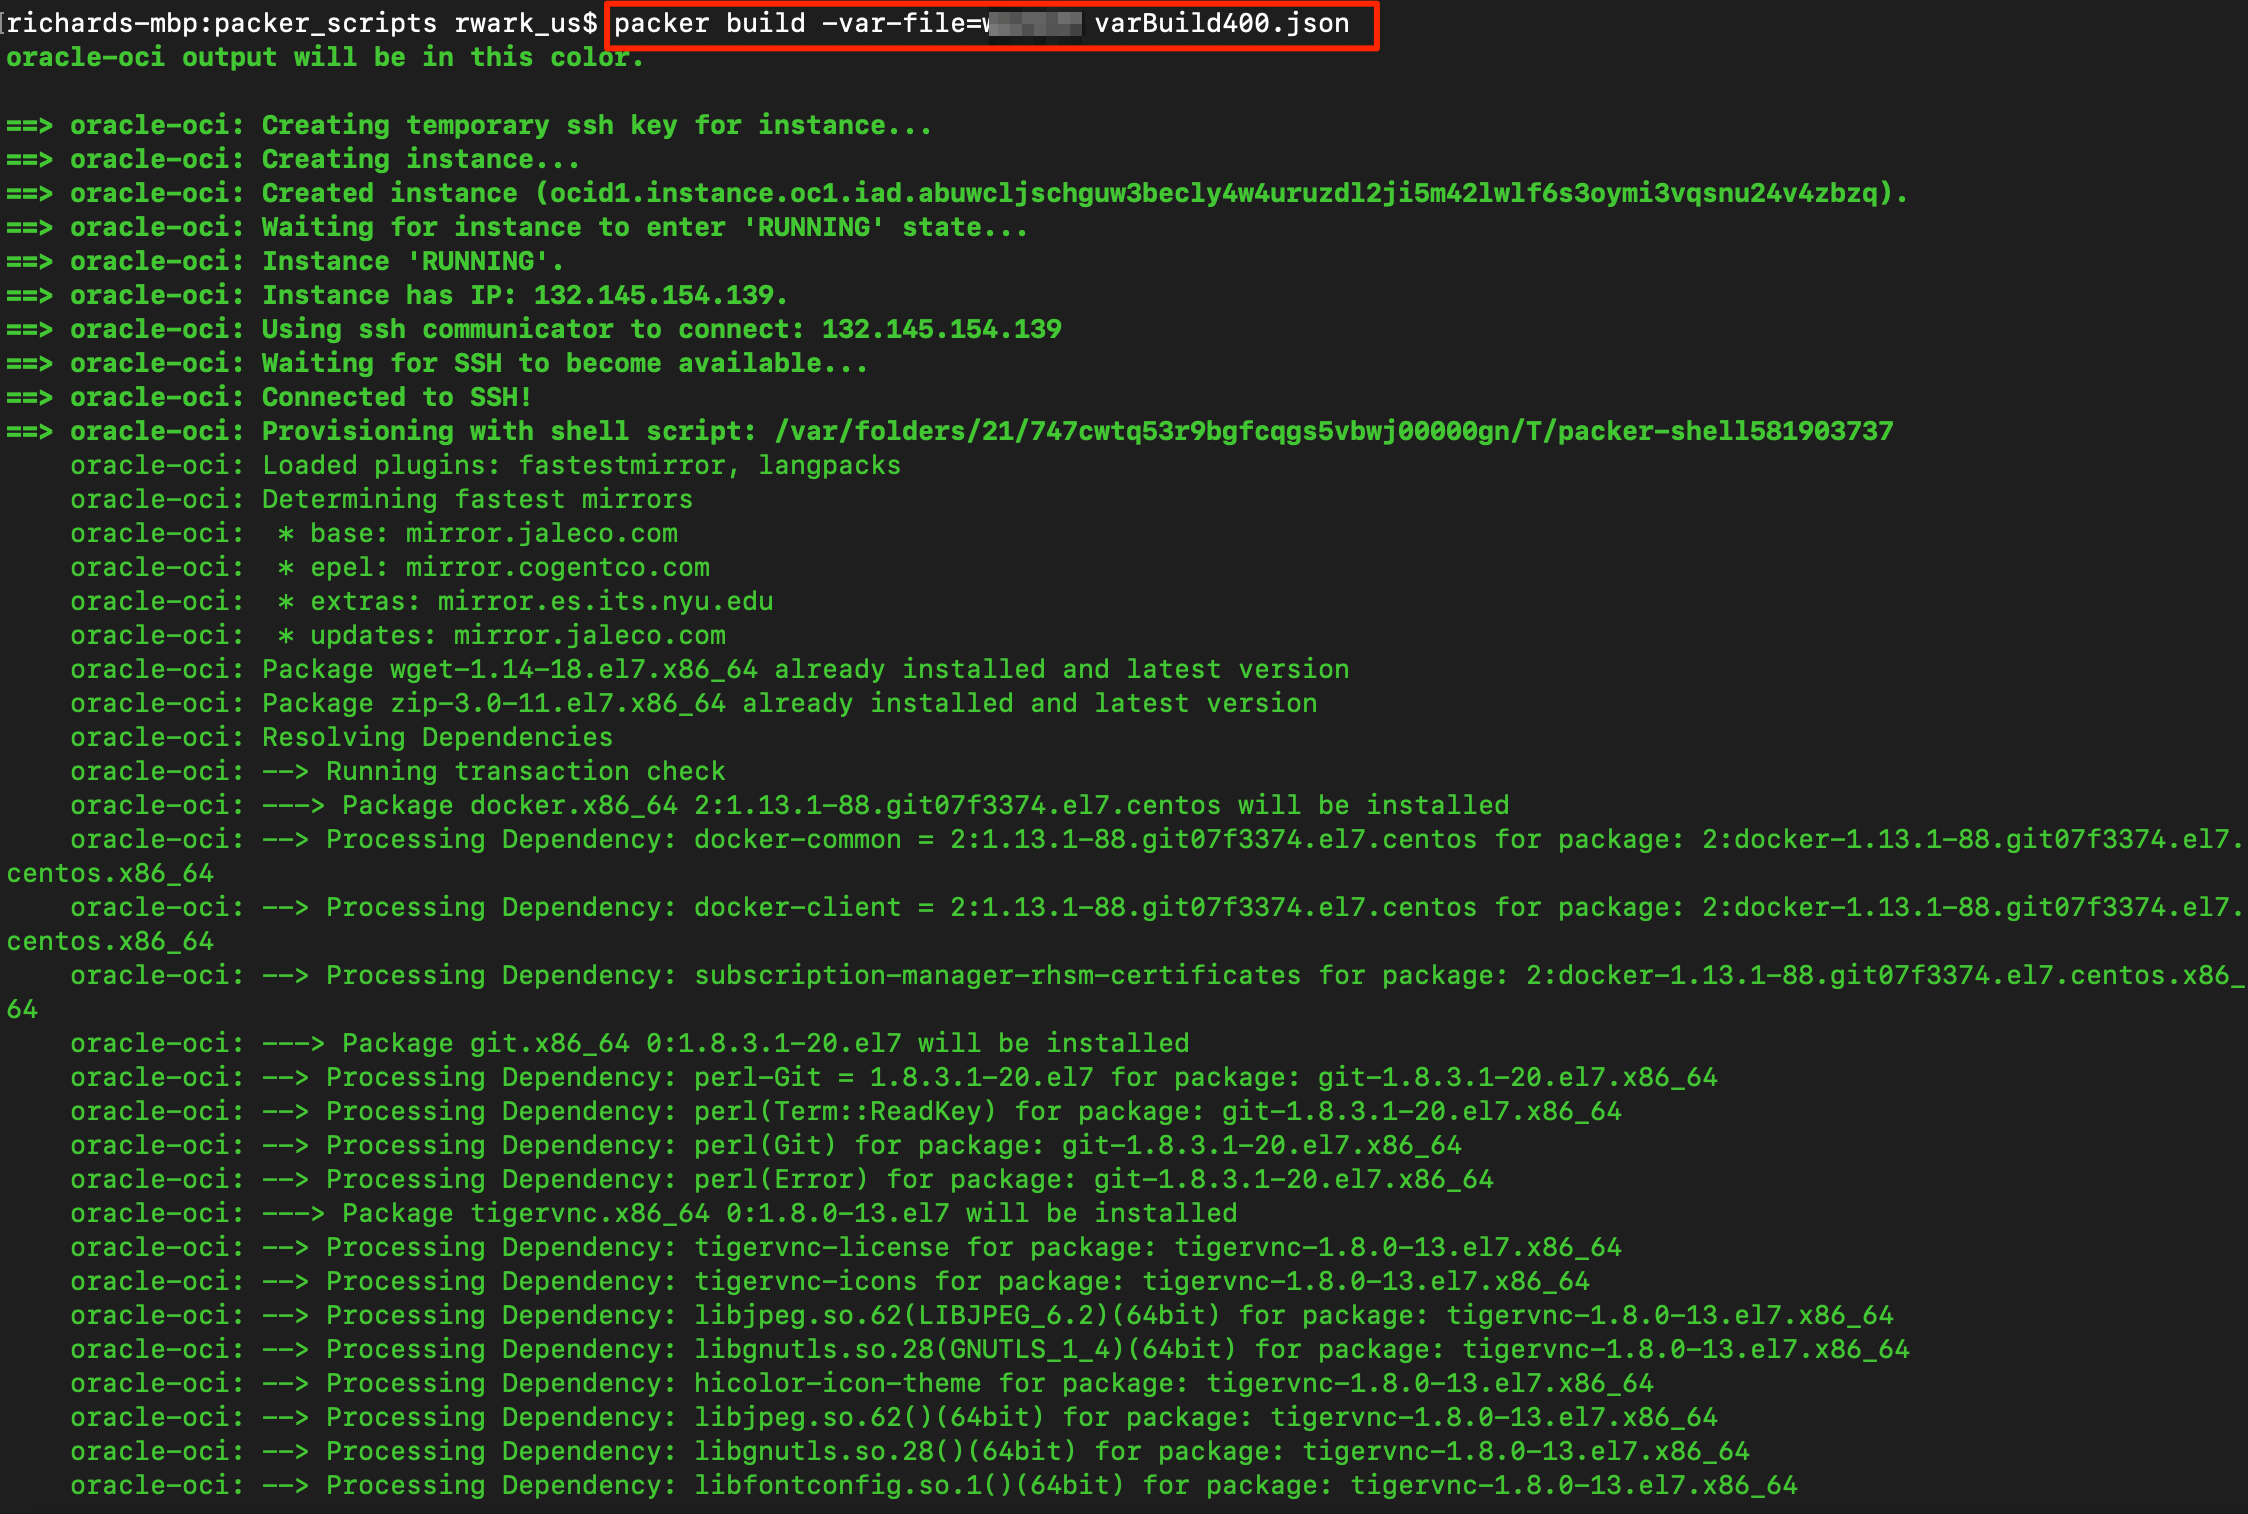 richards-mbp:packer_scripts rwark_us$ packer build -var-file= varBuild400.json
oracle-oci output will be in this color.
==> oracle-oci: Creating temporary ssh key for instance...
==> oracle-oci: Creating instance...
==> oracle-oci: Created instance (ocid1.instance.oc1.iad.abuwcljschguw3becly4w4uruzdl2ji5m42lwlf6s3oymi3vqsnu24v4zbzq).
==> oracle-oci: Waiting for instance to enter 'RUNNING' state...
==> oracle-oci: Instance 'RUNNING'.
==> oracle-oci: Instance has IP: 132.145.154.139.
==> oracle-oci: Using ssh communicator to connect: 132.145.154.139
==> oracle-oci: Waiting for SSH to become available...
==> oracle-oci: Connected to SSH!
==> oracle-oci: Provisioning with shell script: /var/folders/21/747cwtq53r9bgfcqgs5vbwj00000gn/T/packer-shell581903737
oracle-oci: Loaded plugins: fastestmirror, langpacks
oracle-oci: Determining fastest mirrors
oracle-oci:  * base: mirror.jaleco.com
oracle-oci:  * epel: mirror.cogentco.com
oracle-oci:  * extras: mirror.es.its.nyu.edu
oracle-oci:  * updates: mirror.jaleco.com
oracle-oci: Package wget-1.14-18.el7.x86_64 already installed and latest version
oracle-oci: Package zip-3.0-11.el7.x86_64 already installed and latest version
oracle-oci: Resolving Dependencies
oracle-oci: --> Running transaction check
oracle-oci: ---> Package docker.x86_64 2:1.13.1-88.git07f3374.el7.centos will be installed
oracle-oci: --> Processing Dependency: docker-common = 2:1.13.1-88.git07f3374.el7.centos for package: 2:docker-1.13.1-88.git07f3374.el7.
centos.x86_64
oracle-oci: --> Processing Dependency: docker-client = 2:1.13.1-88.git07f3374.el7.centos for package: 2:docker-1.13.1-88.git07f3374.el7.
centos.x86_64
oracle-oci: --> Processing Dependency: subscription-manager-rhsm-certificates for package: 2:docker-1.13.1-88.git07f3374.el7.centos.x86_
64
oracle-oci: ---> Package git.x86_64 0:1.8.3.1-20.el7 will be installed
oracle-oci: --> Processing Dependency: perl-Git = 1.8.3.1-20.el7 for package: git-1.8.3.1-20.el7.x86_64
oracle-oci: --> Processing Dependency: perl(Term::ReadKey) for package: git-1.8.3.1-20.el7.x86_64
oracle-oci: --> Processing Dependency: perl(Git) for package: git-1.8.3.1-20.el7.x86_64
oracle-oci: --> Processing Dependency: perl(Error) for package: git-1.8.3.1-20.el7.x86_64
oracle-oci: ---> Package tigervnc.x86_64 0:1.8.0-13.el7 will be installed
oracle-oci: --> Processing Dependency: tigervnc-license for package: tigervnc-1.8.0-13.el7.x86_64
oracle-oci: --> Processing Dependency: tigervnc-icons for package: tigervnc-1.8.0-13.el7.x86_64
oracle-oci: --> Processing Dependency: libjpeg.so.62(LIBJPEG_6.2)(64bit) for package: tigervnc-1.8.0-13.el7.x86_64
oracle-oci: --> Processing Dependency: libgnutls.so.28(GNUTLS_1_4)(64bit) for package: tigervnc-1.8.0-13.el7.x86_64
oracle-oci: --> Processing Dependency: hicolor-icon-theme for package: tigervnc-1.8.0-13.el7.x86_64
oracle-oci: --> Processing Dependency: libjpeg.so.62()(64bit) for package: tigervnc-1.8.0-13.el7.x86_64
oracle-oci: --> Processing Dependency: libgnutls.so.28()(64bit) for package: tigervnc-1.8.0-13.el7.x86_64
oracle-oci: --> Processing Dependency: libfontconfig.so.1()(64bit) for package: tigervnc-1.8.0-13.el7.x86_64